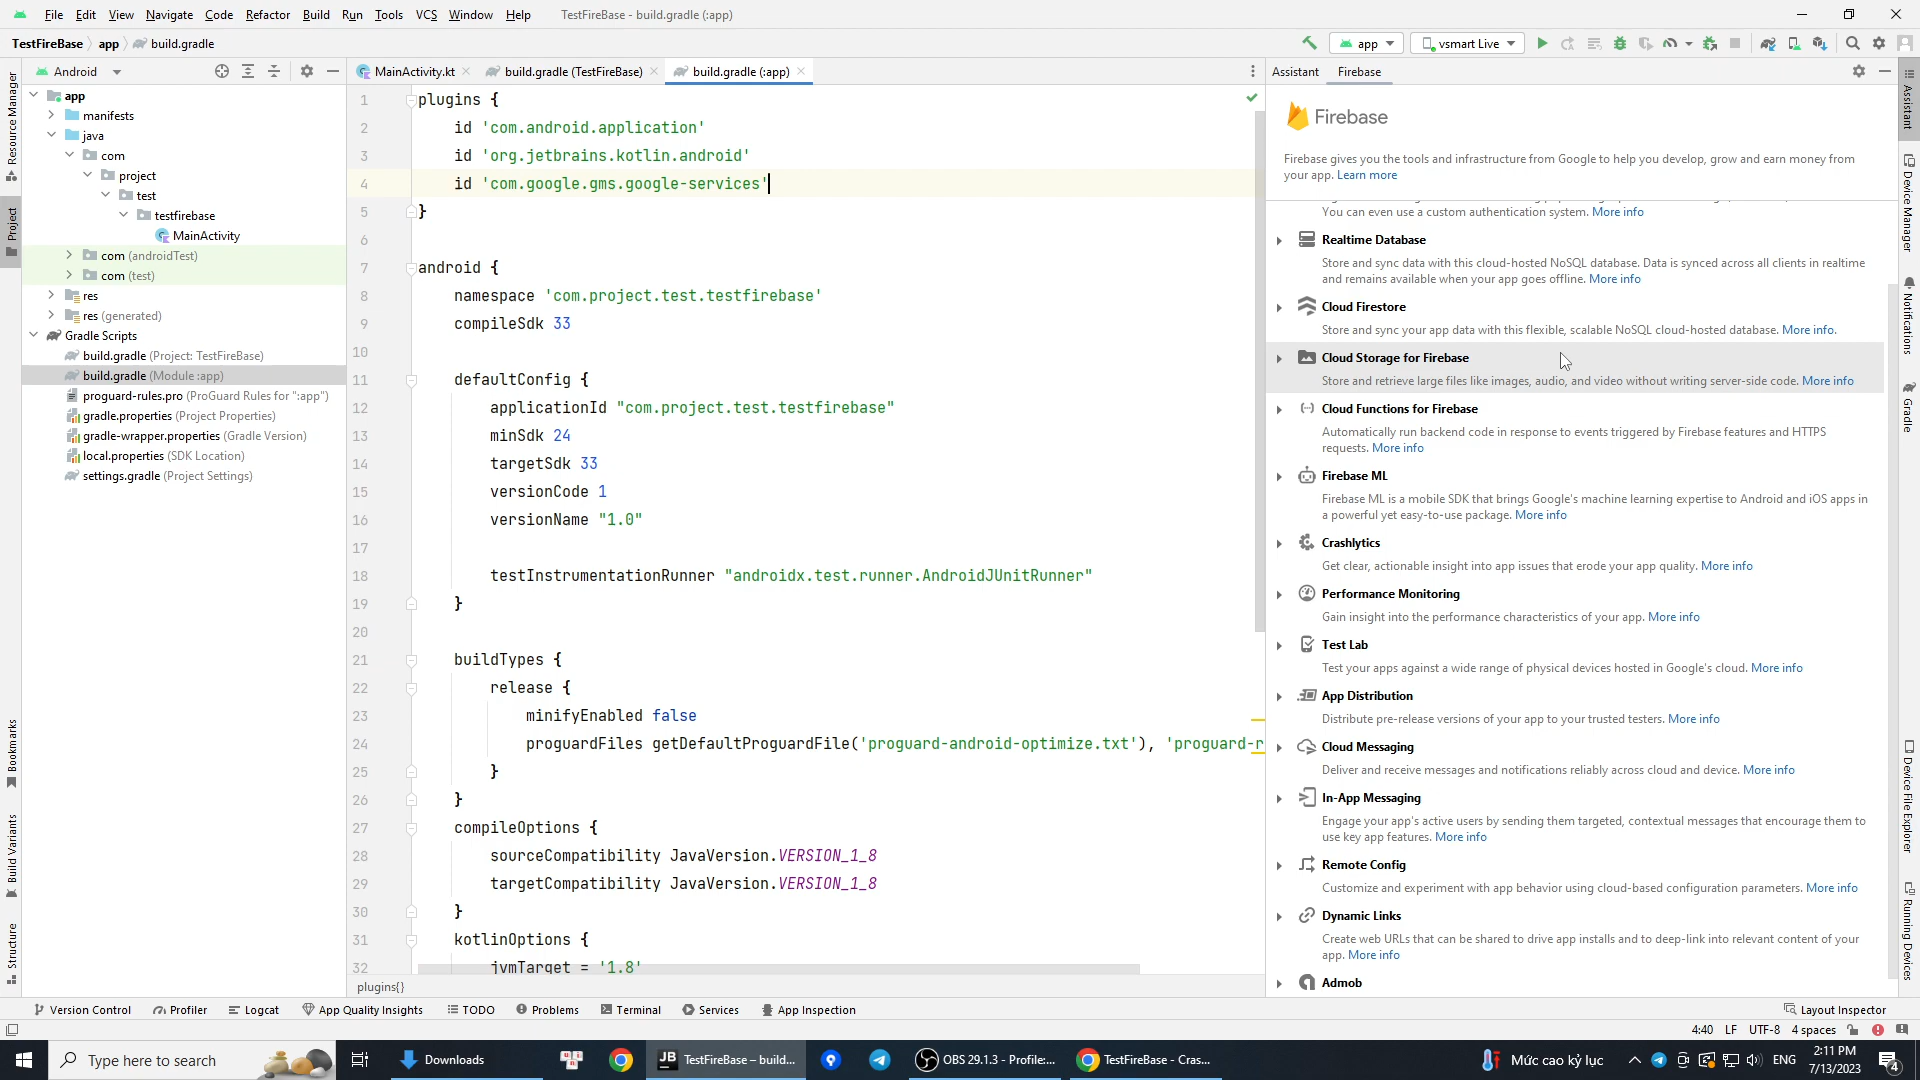 File Edit View Navigate Code Refactor Build Run Tools VCS Window Help TestFireBase - build.gradle (:app)
TestFireBase app build.gradle
app vsmart Live
Android
MainActivity.kt build.gradle (TestFireBase) build.gradle (:app)
Assistant Firebase
Resource Manager
Project
Bookmarks
Build Variants
Structure
app
manifests
java
com
project
test
testfirebase
MainActivity
com (androidTest)
com (test)
res
res (generated)
Gradle Scripts
build.gradle (Project: TestFireBase)
build.gradle (Module :app)
proguard-rules.pro (ProGuard Rules for ":app")
gradle.properties (Project Properties)
gradle-wrapper.properties (Gradle Version)
local.properties (SDK Location)
settings.gradle (Project Settings)
1 plugins {
2 id 'com.android.application'
3 id 'org.jetbrains.kotlin.android'
4 id 'com.google.gms.google-services'
5 }
6
7 android {
8 namespace 'com.project.test.testfirebase'
9 compileSdk 33
10
11 defaultConfig {
12 applicationId "com.project.test.testfirebase"
13 minSdk 24
14 targetSdk 33
15 versionCode 1
16 versionName "1.0"
17
18 testInstrumentationRunner "androidx.test.runner.AndroidJUnitRunner"
19 }
20
21 buildTypes {
22 release {
23 minifyEnabled false
24 proguardFiles getDefaultProguardFile('proguard-android-optimize.txt'), 'proguard-r
25 }
26 }
27 compileOptions {
28 sourceCompatibility JavaVersion.VERSION_1_8
29 targetCompatibility JavaVersion.VERSION_1_8
30 }
31 kotlinOptions {
32 jvmTarget = '1.8'
plugins{}
Firebase
Firebase gives you the tools and infrastructure from Google to help you develop, grow and earn money from
your app. Learn more
You can even use a custom authentication system. More info
Realtime Database
Store and sync data with this cloud-hosted NoSQL database. Data is synced across all clients in realtime
and remains available when your app goes offline. More info
Cloud Firestore
Store and sync your app data with this flexible, scalable NoSQL cloud-hosted database. More info.
Cloud Storage for Firebase
Store and retrieve large files like images, audio, and video without writing server-side code. More info
Cloud Functions for Firebase
Automatically run backend code in response to events triggered by Firebase features and HTTPS
requests. More info
Firebase ML
Firebase ML is a mobile SDK that brings Google's machine learning expertise to Android and iOS apps in
a powerful yet easy-to-use package. More info
Crashlytics
Get clear, actionable insight into app issues that erode your app quality. More info
Performance Monitoring
Gain insight into the performance characteristics of your app. More info
Test Lab
Test your apps against a wide range of physical devices hosted in Google's cloud. More info
App Distribution
Distribute pre-release versions of your app to your trusted testers. More info
Cloud Messaging
Deliver and receive messages and notifications reliably across cloud and device. More info
In-App Messaging
Engage your app's active users by sending them targeted, contextual messages that encourage them to
use key app features. More info
Remote Config
Customize and experiment with app behavior using cloud-based configuration parameters. More info
Dynamic Links
Create web URLs that can be shared to drive app installs and to deep-link into relevant content of your
app. More info
Admob
Assistant
Device Manager
Notifications
Gradle
Device File Explorer
Running Devices
Version Control Profiler Logcat App Quality Insights TODO Problems Terminal Services App Inspection Layout Inspector
4:40 LF UTF-8 4 spaces
Type here to search Downloads TestFireBase – build... OBS 29.1.3 - Profile:... TestFireBase - Cras... Mức cao kỷ lục ENG
2:11 PM
7/13/2023
4